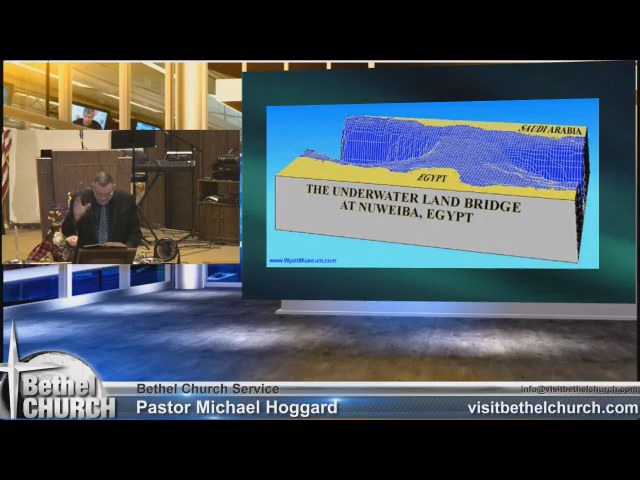 SAUDI ARABIA
EGYPT
THE UNDERWATER LAND BRIDGE
AT NUWEIBA, EGYPT
www.WyattMuseum.com
Bethel
CHURCH
Bethel Church Service
info@visitbethelchurch.com
Pastor Michael Hoggard
visitbethelchurch.com